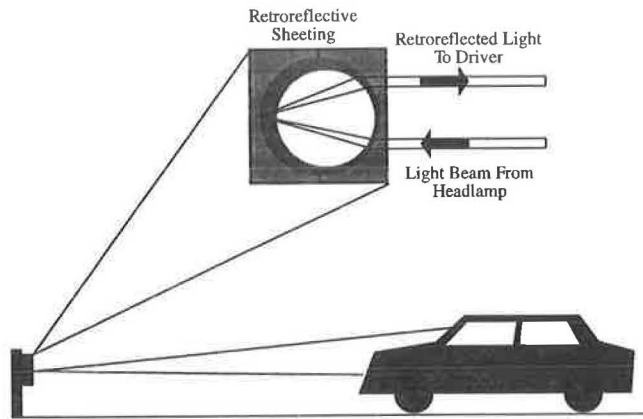 Retroreflective
Sheeting
Retroreflected Light
To Driver
Light Beam From
Headlamp